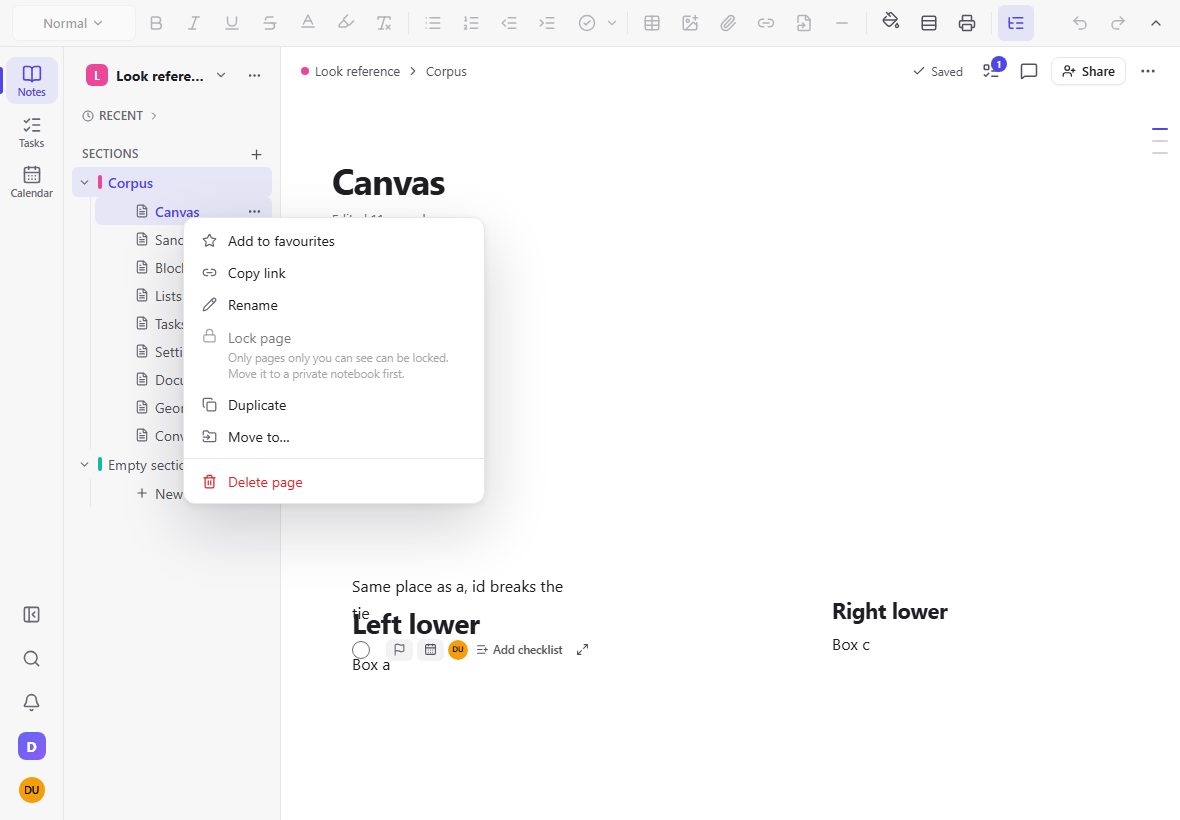 Normal
Notes
Tasks
Calendar
L Look refere...
RECENT
SECTIONS
Corpus
Canvas
Lists
Empty sectio
New
D
DU
Look reference > Corpus
Saved
1
Share
Canvas
Add to favourites
Copy link
Rename
Lock page
Only pages only you can see can be locked.
Move it to a private notebook first.
Duplicate
Move to...
Delete page
Same place as a, id breaks the
tie
Left lower
DU Add checklist
Box a
Right lower
Box c